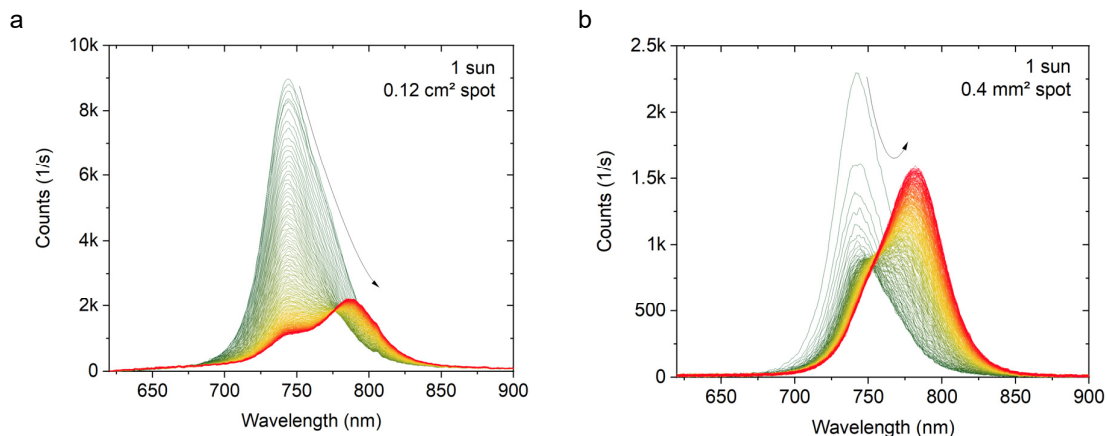 a
10k
8k
6k
4k
2k
0
650
700
750
800
850
900
Counts (1/s)
Wavelength (nm)
1 sun
0.12 cm² spot
b
2.5k
2k
1.5k
1k
500
0
650
700
750
800
850
900
Counts (1/s)
Wavelength (nm)
1 sun
0.4 mm² spot